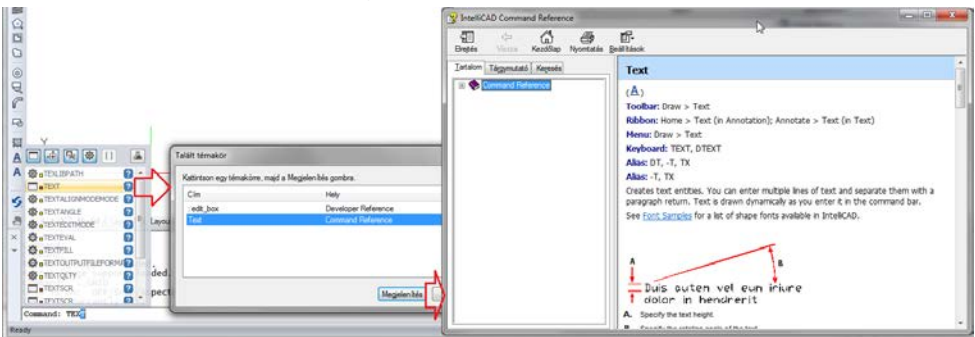 IntelliCAD Command Reference
Elrejtés
Vissza
Kezdőlap
Nyomtatás
Beállítások
Tartalom
Tárgymutató
Keresés
Command Reference
Text
(A)
Toolbar: Draw > Text
Ribbon: Home > Text (in Annotation); Annotate > Text (in Text)
Menu: Draw > Text
Keyboard: TEXT, DTEXT
Alias: DT, -T, TX
Alias: -T, TX
Creates text entities. You can enter multiple lines of text and separate them with a
paragraph return. Text is drawn dynamically as you enter it in the command bar.
See Font Samples for a list of shape fonts available in IntelliCAD.
A
B
Duis auten vel eun iriure
dolor in hendrerit
A. Specify the text height.
Y
TEXLIBPATH
TEXT
TEXTALIGNMODEMODE
TEXTANGLE
TEXTEDITMODE
TEXTEVAL
TEXTFILL
TEXTOUTPUTFILEFORMA
TEXTQLTY
TEXTSCR
Layou
ded.
pect
Command: TEX
Ready
Talált témakör
Kattintson egy témakörre, majd a Megjelenítés gombra.
Cím
Hely
edit_box
Developer Reference
Text
Command Reference
Megjelenítés